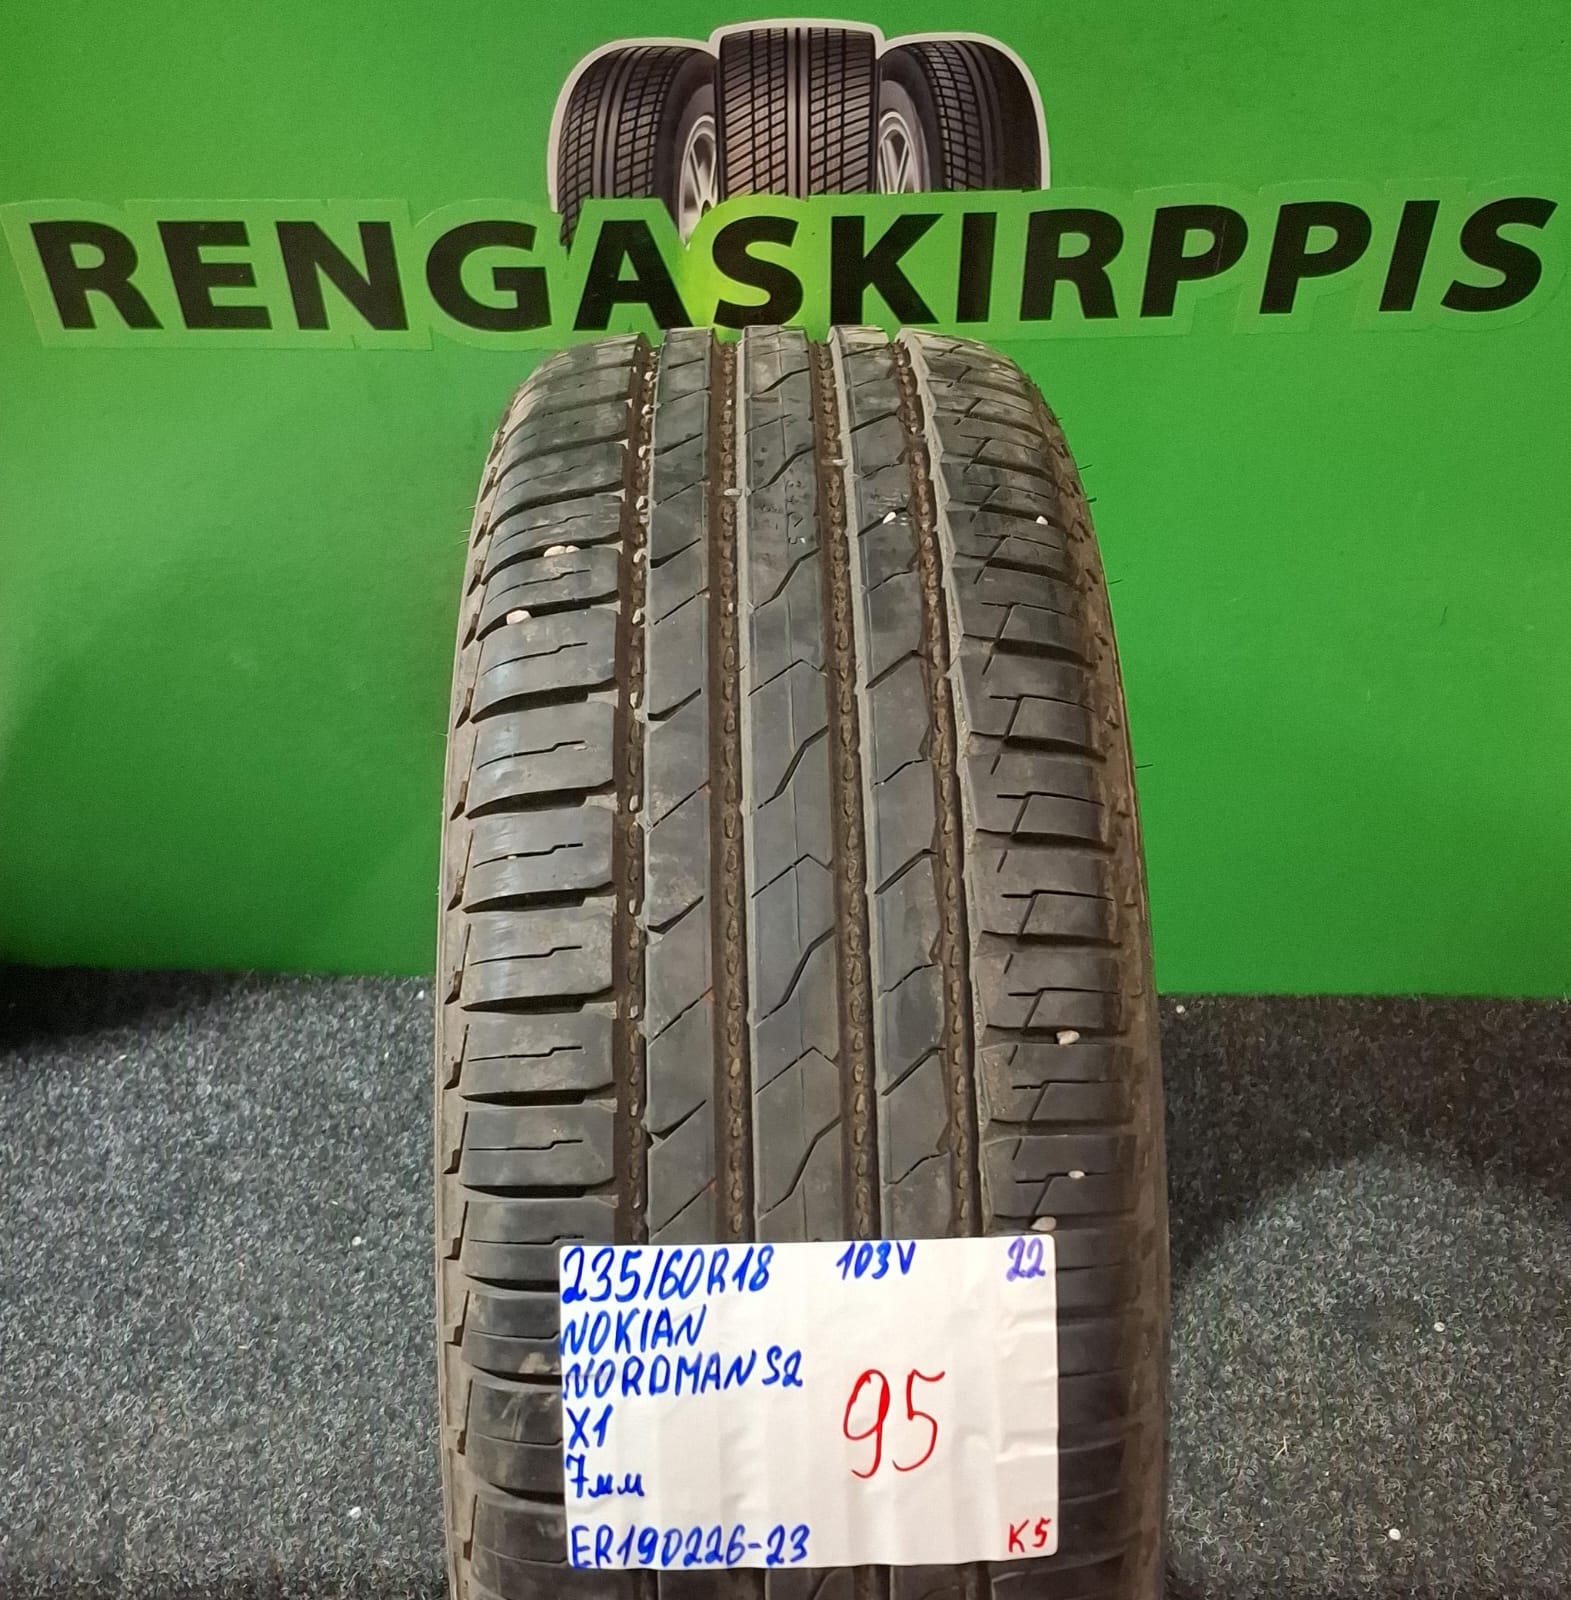 RENGASKIRPPIS
235/60R18 103V 22
NOKIAN
NORDMAN S2
X1
7мм
95
ER190226-23 K5